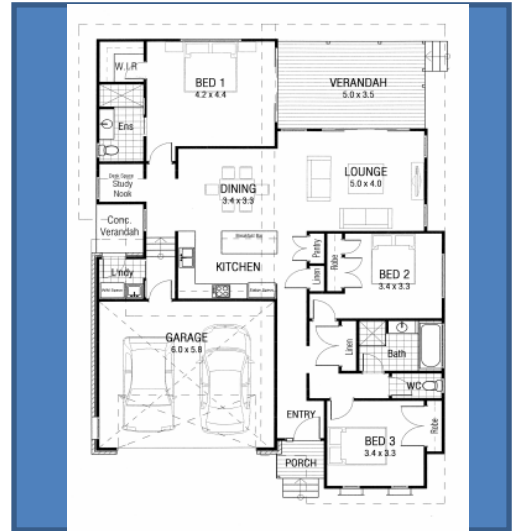 W.I.R
BED 1
4.2 x 4.4
VERANDAH
5.0 x 3.5
Ens
Study
Nook
DINING
3.4 x 3.3
LOUNGE
5.0 x 4.0
Conc.
Verandah
Breakfast Bar
KITCHEN
Pantry
Linen
Robe
BED 2
3.4 x 3.3
L'ndy
GARAGE
6.0 x 5.8
Linen
Bath
WC
ENTRY
BED 3
3.4 x 3.3
Robe
PORCH